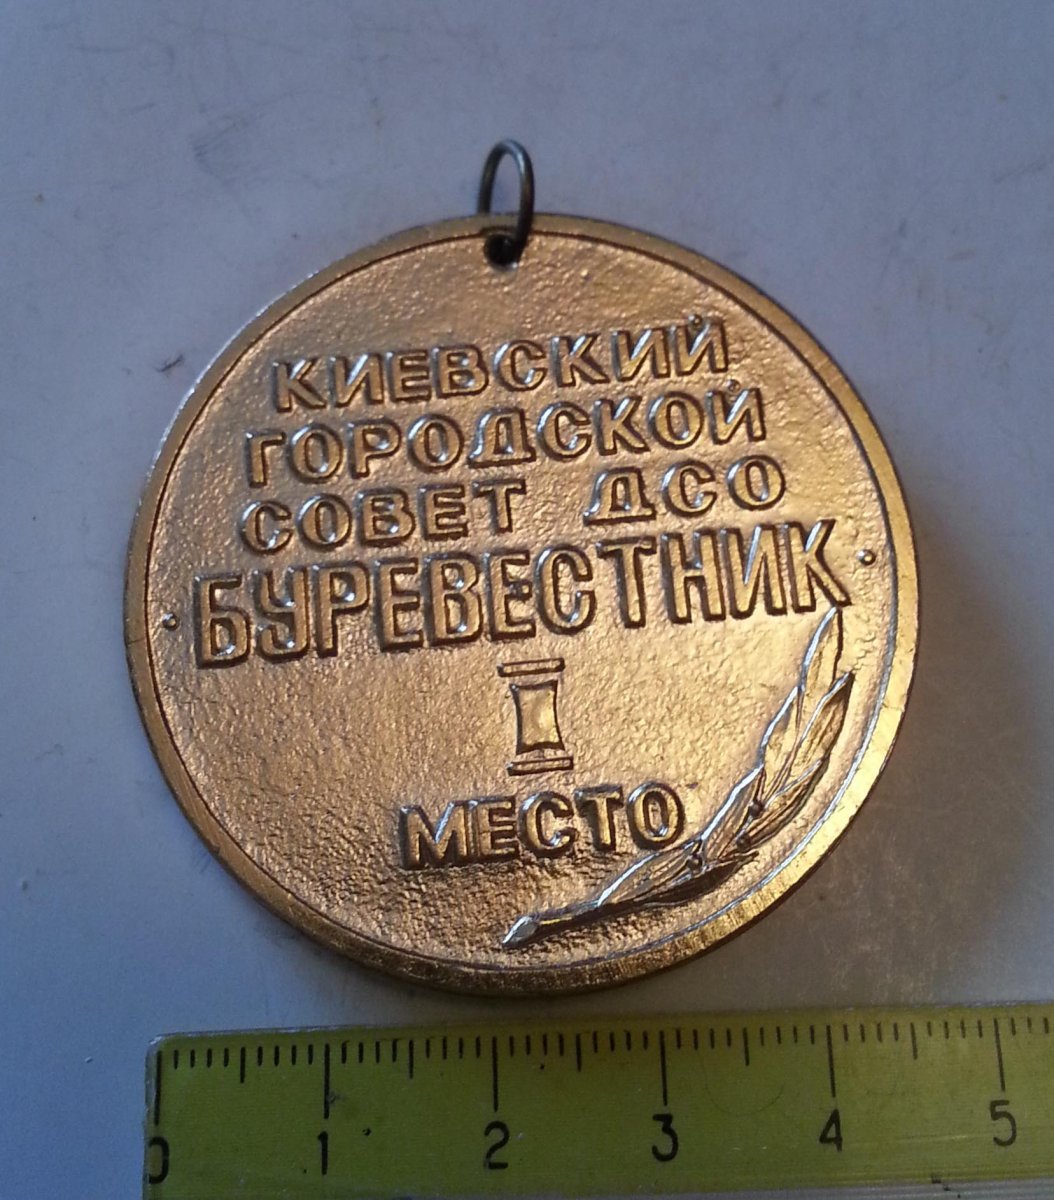 КИЕВСКИЙ
ГОРОДСКОЙ
СОВЕТ ДСО
БУРЕВЕСТНИК
I
МЕСТО
0 1 2 3 4 5